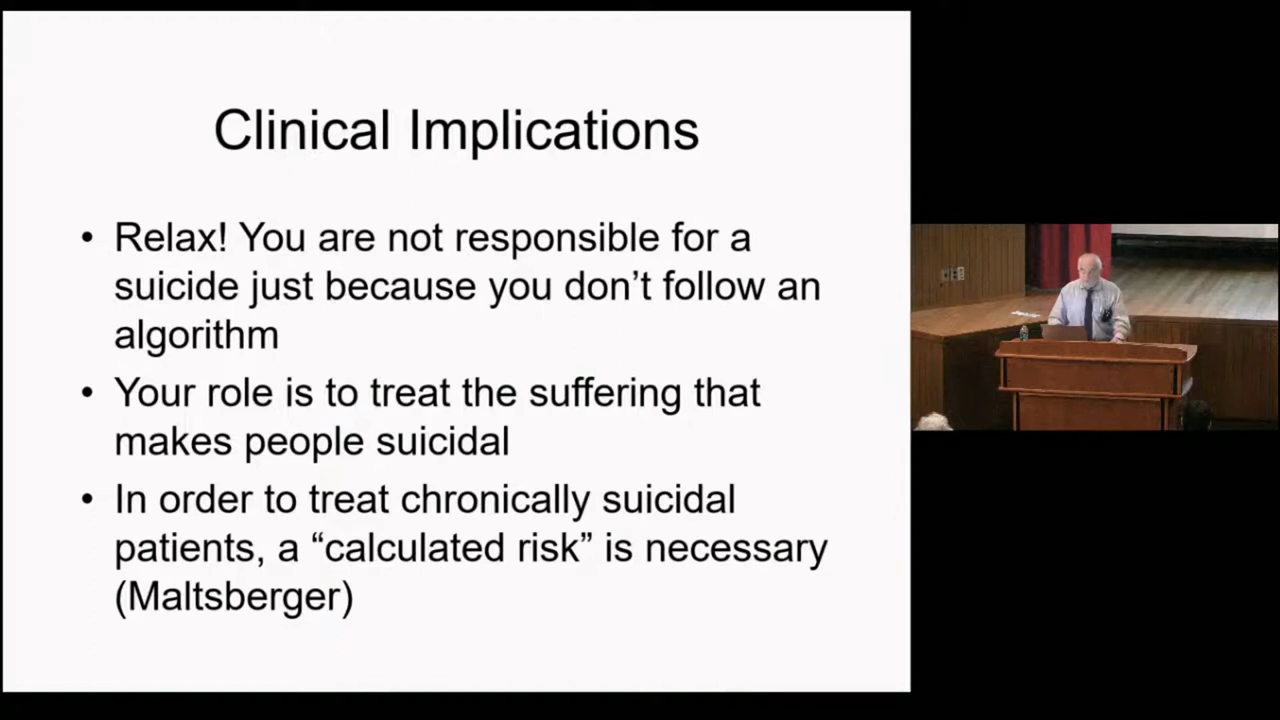 Clinical Implications
• Relax! You are not responsible for a
suicide just because you don’t follow an
algorithm
• Your role is to treat the suffering that
makes people suicidal
• In order to treat chronically suicidal
patients, a “calculated risk” is necessary
(Maltsberger)